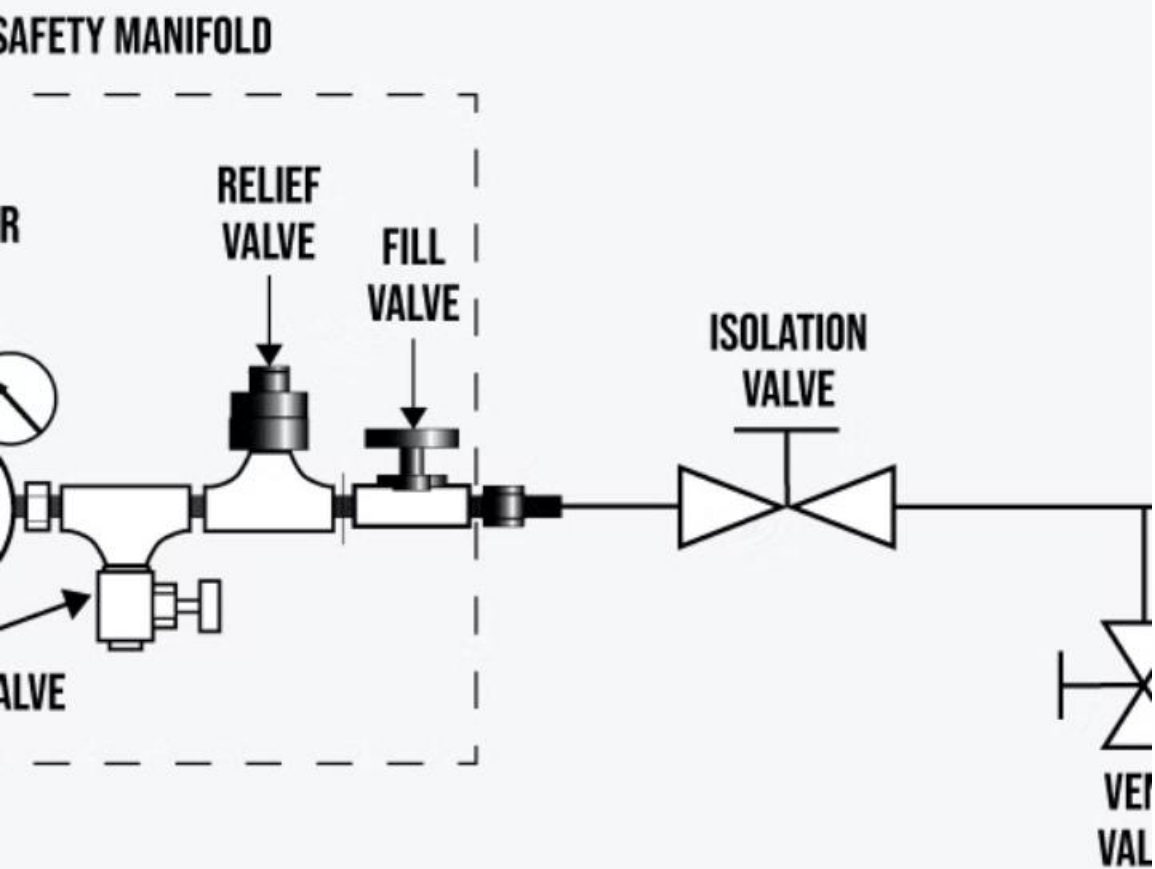 SAFETY MANIFOLD
RELIEF
VALVE
R
FILL
VALVE
ISOLATION
VALVE
ALVE
VEN
VAL